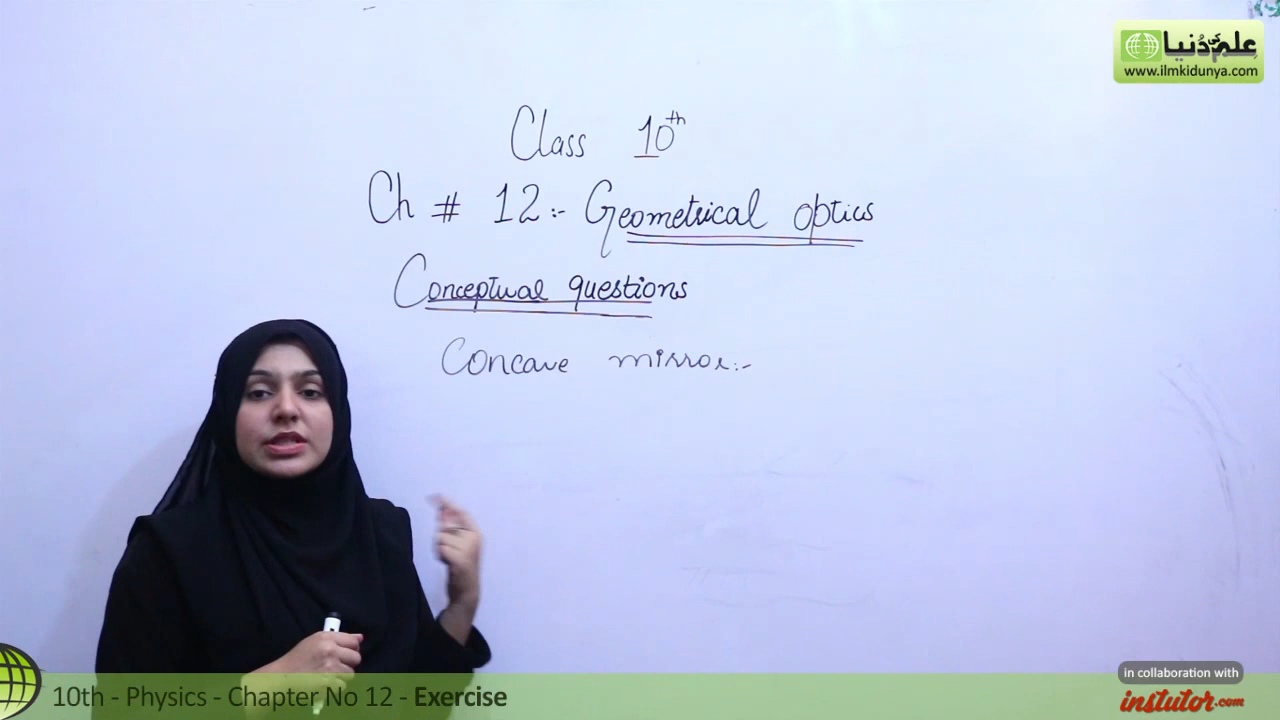 علم کی دُنیا
www.ilmkidunya.com
Class 10th
Ch # 12:- Geometrical optics
Conceptual questions
Concave mirror:-
in collaboration with
instutor.com
10th - Physics - Chapter No 12 - Exercise